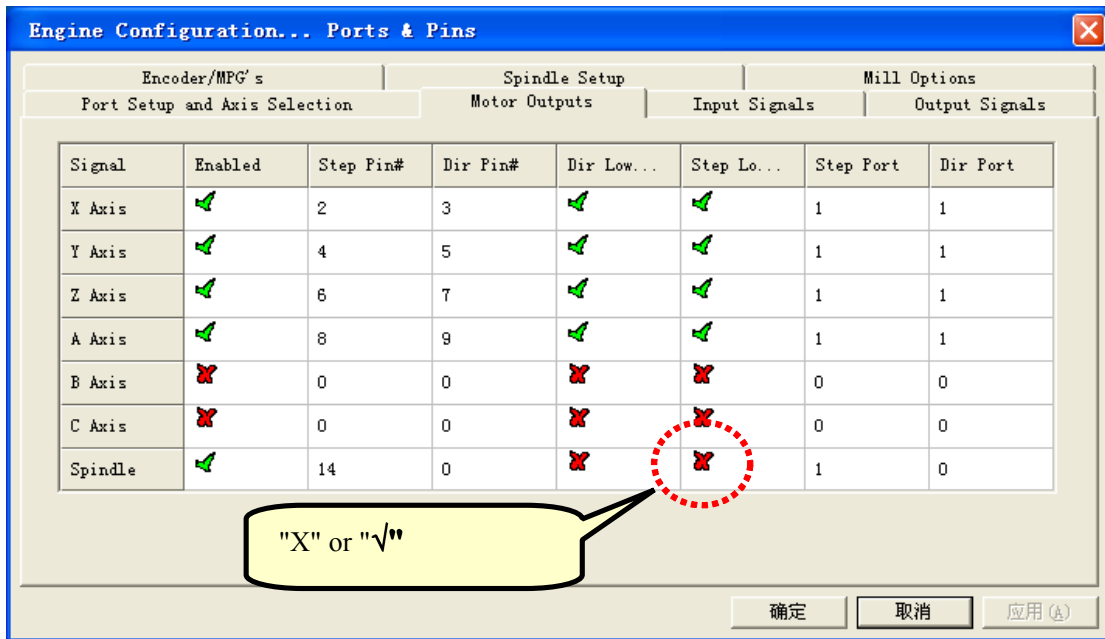 Engine Configuration... Ports & Pins
Encoder/MPG's Spindle Setup Mill Options
Port Setup and Axis Selection Motor Outputs Input Signals Output Signals
Signal Enabled Step Pin# Dir Pin# Dir Low... Step Lo... Step Port Dir Port
X Axis 2 3 1 1
Y Axis 4 5 1 1
Z Axis 6 7 1 1
A Axis 8 9 1 1
B Axis 0 0 0 0
C Axis 0 0 0 0
Spindle 14 0 1 0
"X" or "√"
确定 取消 应用(A)